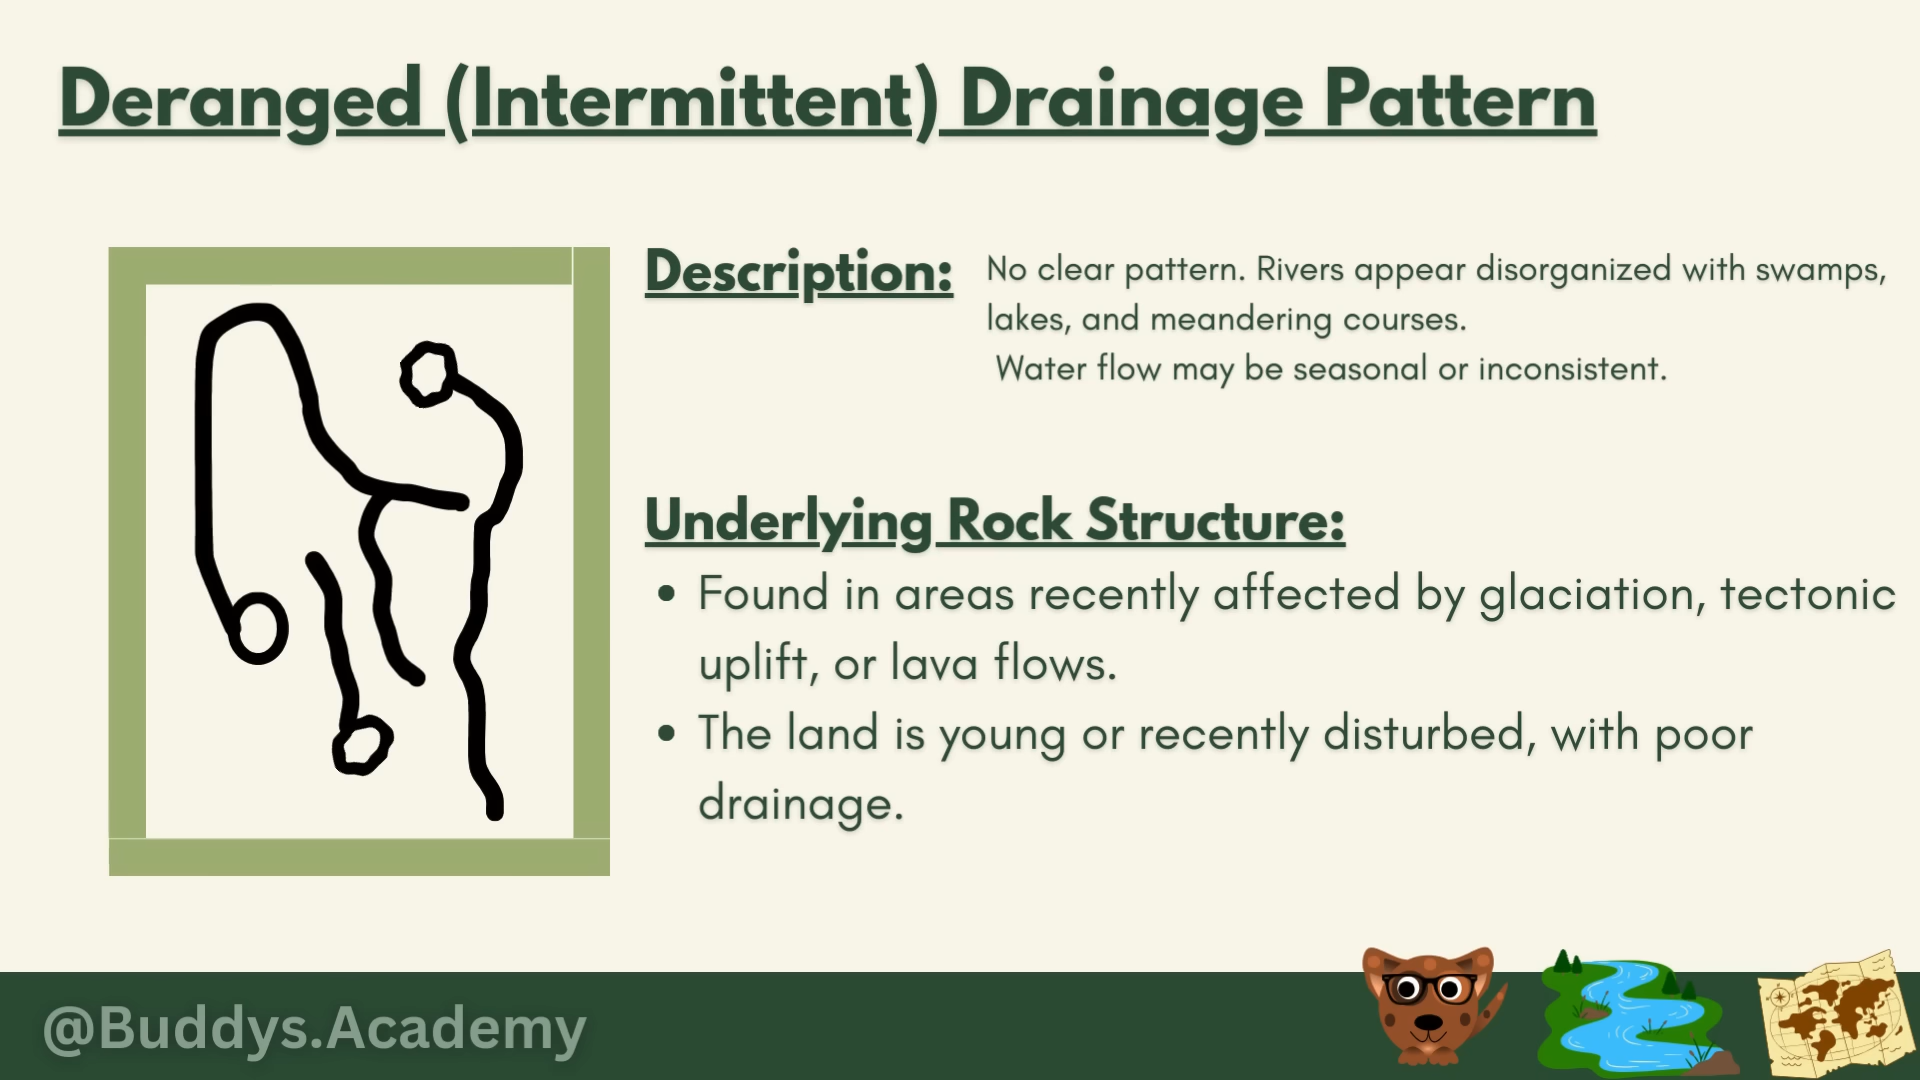 Deranged (Intermittent) Drainage Pattern
Description:
No clear pattern. Rivers appear disorganized with swamps,
lakes, and meandering courses.
Water flow may be seasonal or inconsistent.
Underlying Rock Structure:
• Found in areas recently affected by glaciation, tectonic
uplift, or lava flows.
• The land is young or recently disturbed, with poor
drainage.
@Buddys.Academy